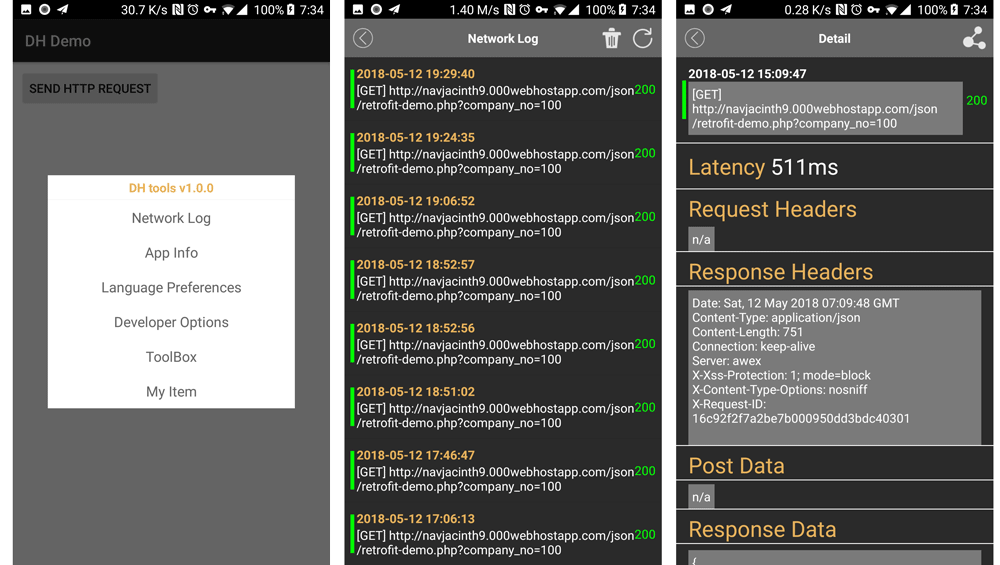 30.7 K/s 100% 7:34
DH Demo
SEND HTTP REQUEST
DH tools v1.0.0
Network Log
App Info
Language Preferences
Developer Options
ToolBox
My Item
1.40 M/s 100% 7:34
Network Log
2018-05-12 19:29:40
[GET] http://navjacinth9.000webhostapp.com/json 200
/retrofit-demo.php?company_no=100
2018-05-12 19:24:35
[GET] http://navjacinth9.000webhostapp.com/json 200
/retrofit-demo.php?company_no=100
2018-05-12 19:06:52
[GET] http://navjacinth9.000webhostapp.com/json 200
/retrofit-demo.php?company_no=100
2018-05-12 18:52:57
[GET] http://navjacinth9.000webhostapp.com/json 200
/retrofit-demo.php?company_no=100
2018-05-12 18:52:56
[GET] http://navjacinth9.000webhostapp.com/json 200
/retrofit-demo.php?company_no=100
2018-05-12 18:51:02
[GET] http://navjacinth9.000webhostapp.com/json 200
/retrofit-demo.php?company_no=100
2018-05-12 17:46:47
[GET] http://navjacinth9.000webhostapp.com/json 200
/retrofit-demo.php?company_no=100
2018-05-12 17:06:13
[GET] http://navjacinth9.000webhostapp.com/json 200
/retrofit-demo.php?company_no=100
0.28 K/s 100% 7:34
Detail
2018-05-12 15:09:47
[GET]
http://navjacinth9.000webhostapp.com/json 200
/retrofit-demo.php?company_no=100
Latency 511ms
Request Headers
n/a
Response Headers
Date: Sat, 12 May 2018 07:09:48 GMT
Content-Type: application/json
Content-Length: 751
Connection: keep-alive
Server: awex
X-Xss-Protection: 1; mode=block
X-Content-Type-Options: nosniff
X-Request-ID:
16c92f2f7a2be7b000950dd3bdc40301
Post Data
n/a
Response Data
{